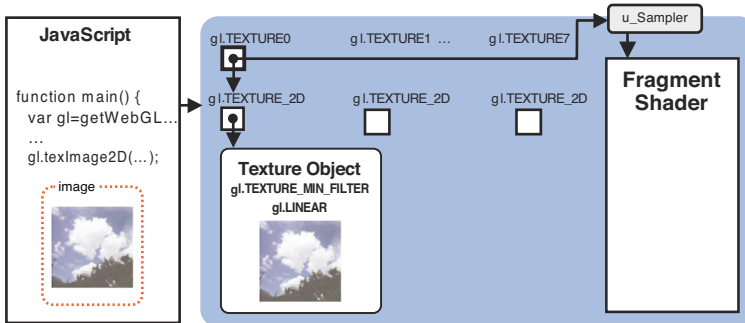 JavaScript
function main() {
var gl=getWebGL...
...
gl.texImage2D(...);
image
gl.TEXTURE0
gl.TEXTURE1 ...
gl.TEXTURE7
u_Sampler
gl.TEXTURE_2D
gl.TEXTURE_2D
gl.TEXTURE_2D
Texture Object
gl.TEXTURE_MIN_FILTER
gl.LINEAR
Fragment
Shader